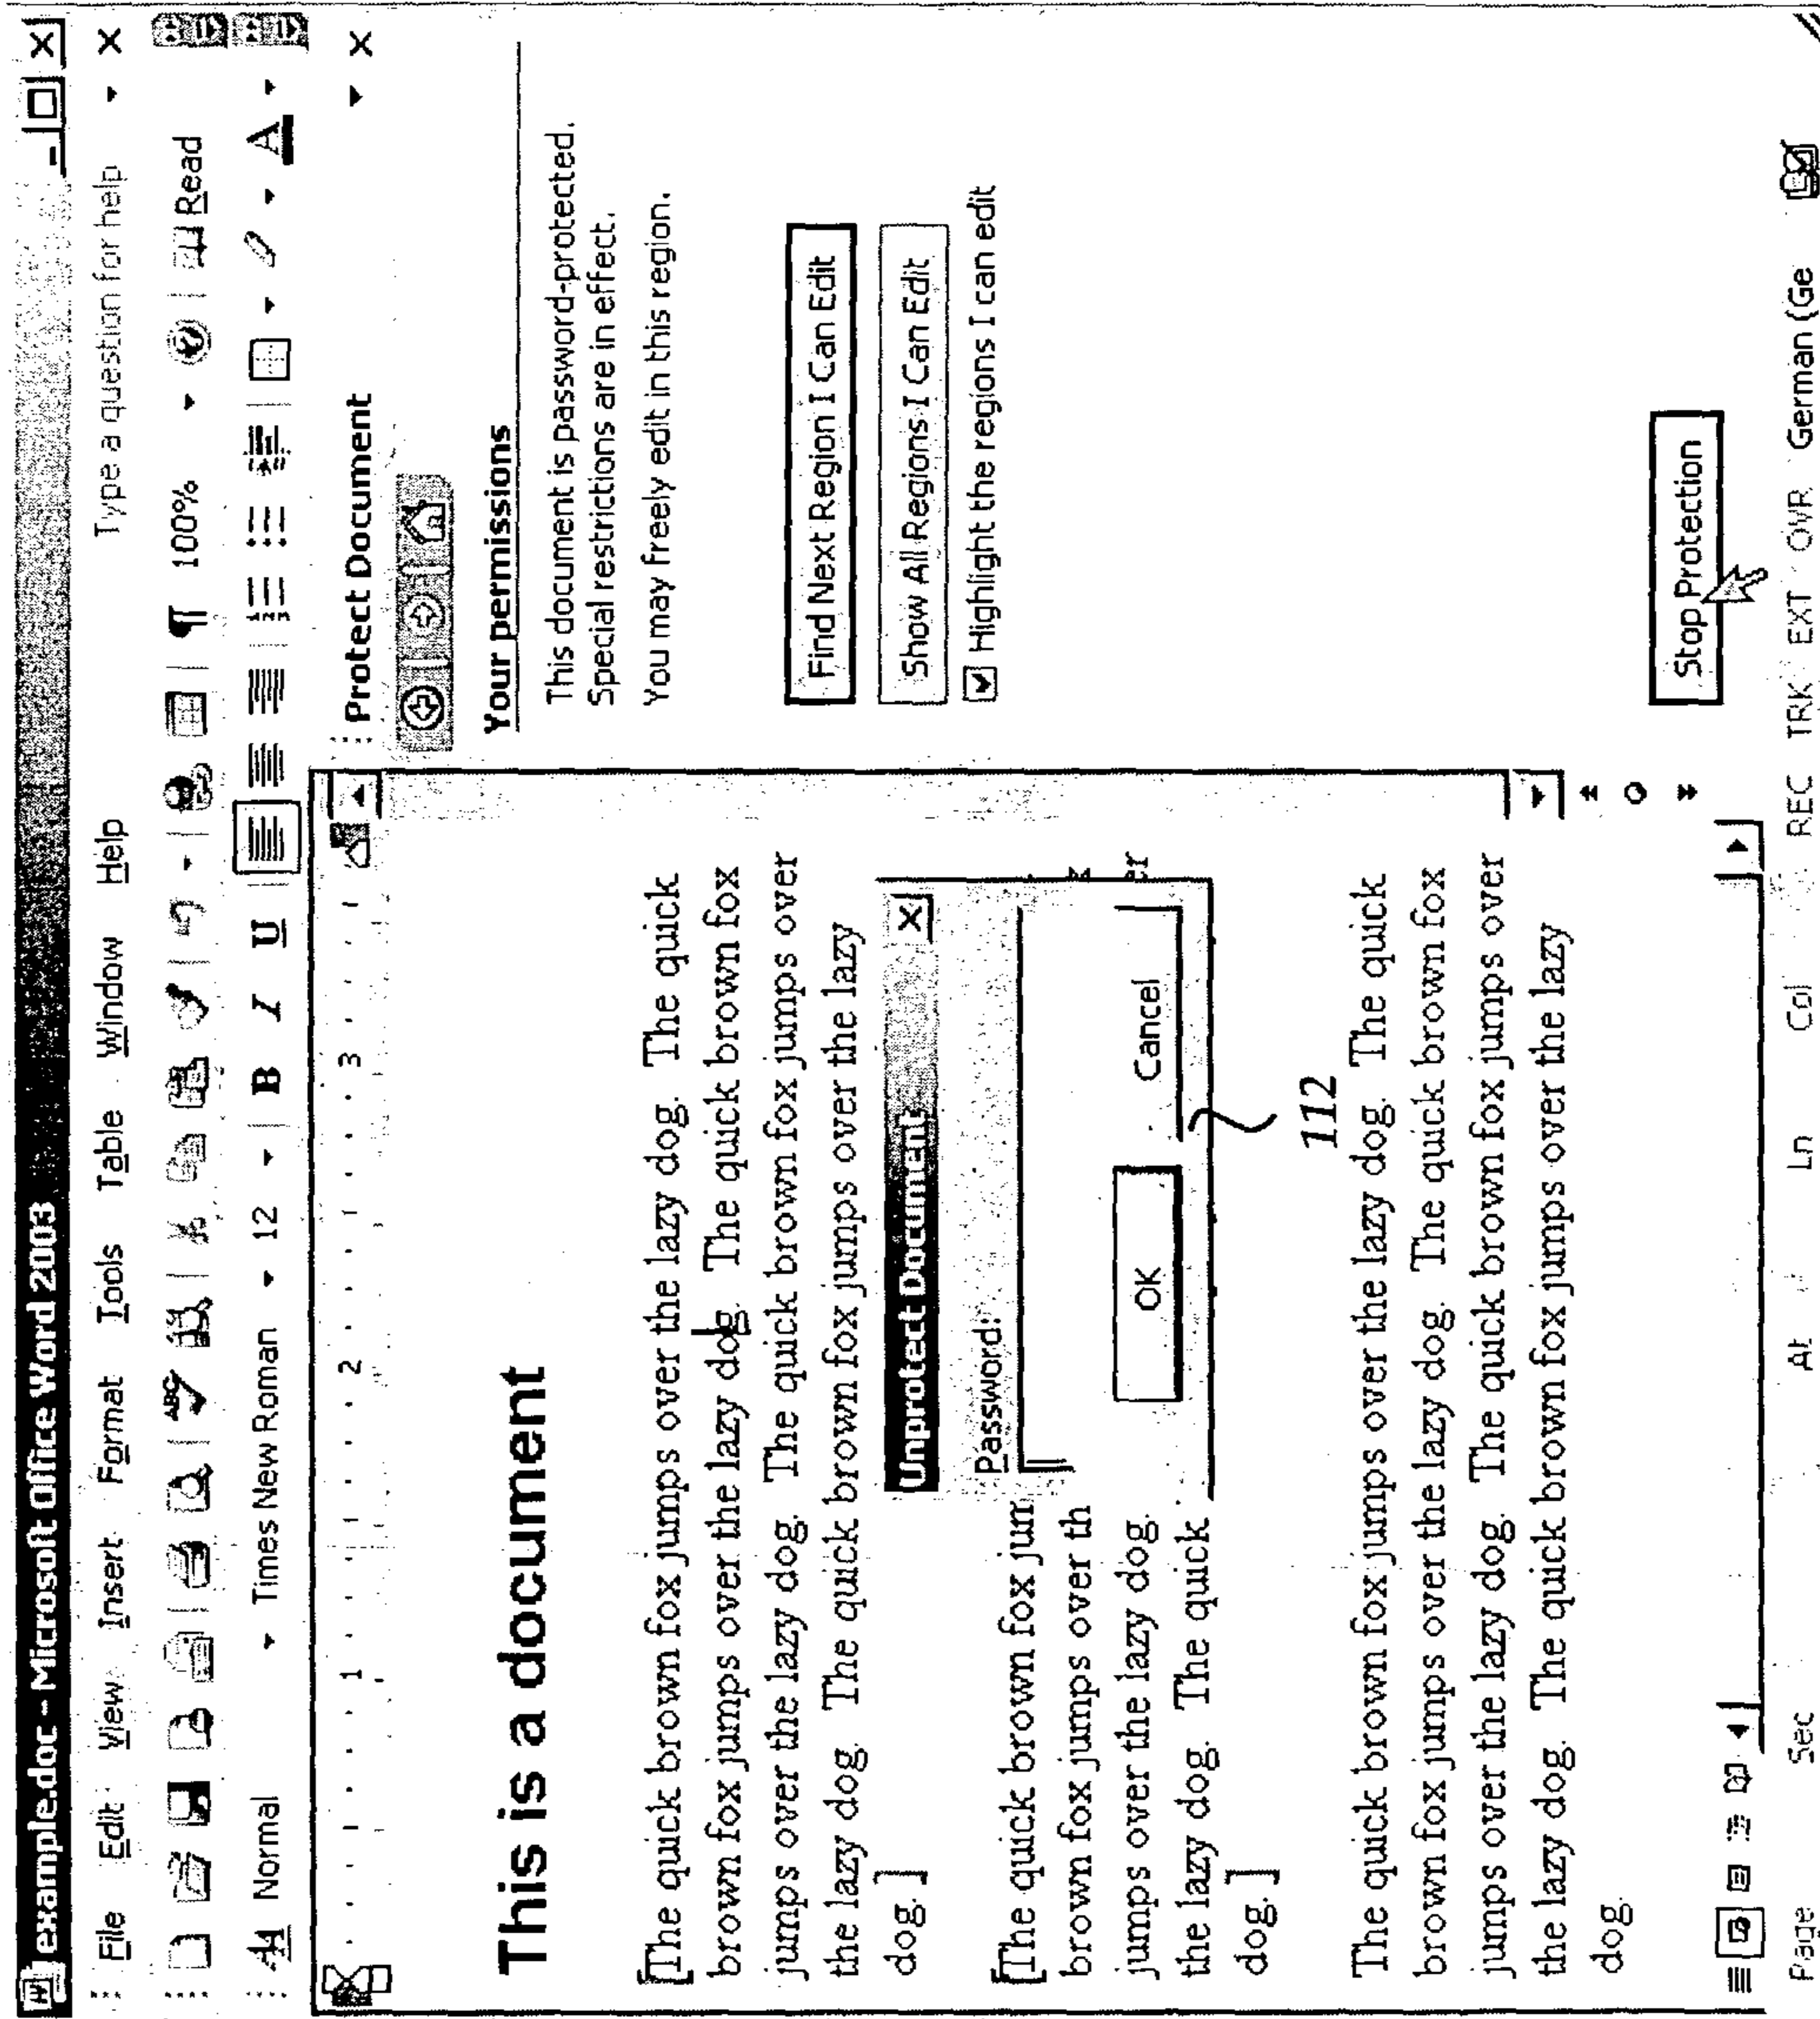 example.doc - Microsoft Office Word 2003
File Edit View Insert Format Tools Table Window Help Type a question for help
ABC 100% Read
Normal Times New Roman 12 B I U A
1 2 3
Protect Document
Your permissions
This document is password-protected.
Special restrictions are in effect.
You may freely edit in this region.
Find Next Region I Can Edit
Show All Regions I Can Edit
Highlight the regions I can edit
Stop Protection
This is a document
[The quick brown fox jumps over the lazy dog. The quick
brown fox jumps over the lazy dog. The quick brown fox
jumps over the lazy dog. The quick brown fox jumps over
the lazy dog. The quick brown fox jumps over the lazy
dog.]
Unprotect Document
Password:
OK Cancel
112
[The quick brown fox jum
brown fox jumps over th
er
jumps over the lazy dog.
the lazy dog. The quick
dog.]
The quick brown fox jumps over the lazy dog. The quick
brown fox jumps over the lazy dog. The quick brown fox
jumps over the lazy dog. The quick brown fox jumps over
the lazy dog. The quick brown fox jumps over the lazy
dog.
Page Sec At Ln Col REC TRK EXT OVR German (Ge